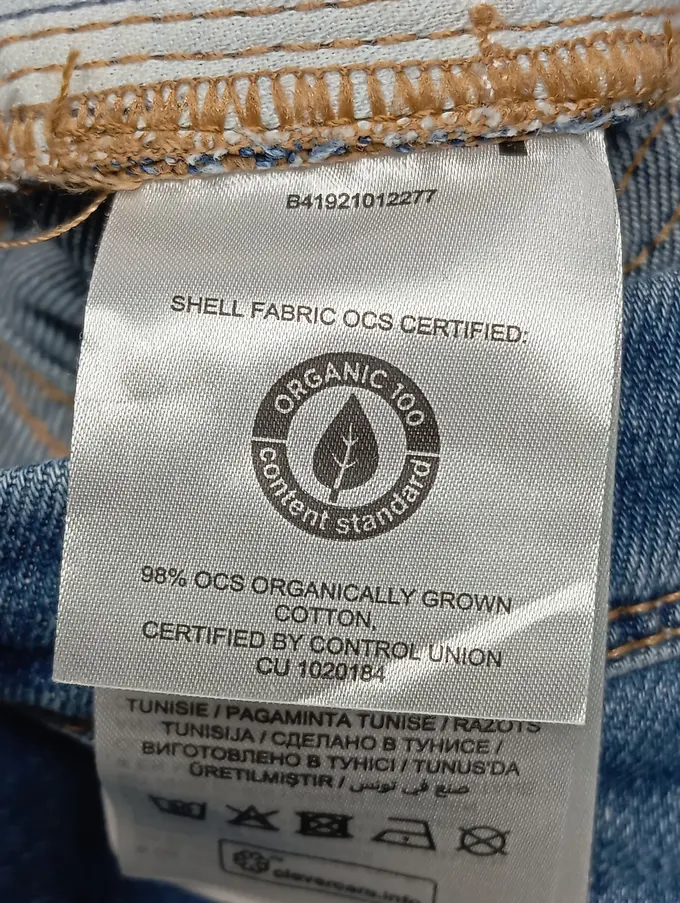 B41921012277
SHELL FABRIC OCS CERTIFIED:
ORGANIC 100
content standard
98% OCS ORGANICALLY GROWN
COTTON,
CERTIFIED BY CONTROL UNION
CU 1020184
TUNISIE / PAGAMINTA TUNISE / RAŽOTS
TUNISIJA / СДЕЛАНО В ТУНИСЕ /
ВИГОТОВЛЕНО В ТУНІСІ / TUNUS'DA
ÜRETILMIŞTIR / صنع في تونس
clevercare.info